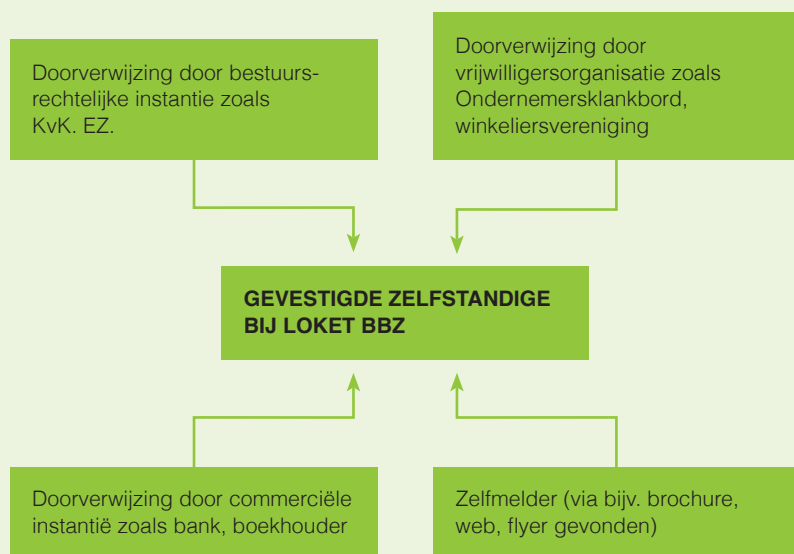 Doorverwijzing door bestuurs-
rechtelijke instantie zoals
KvK. EZ.
Doorverwijzing door
vrijwilligersorganisatie zoals
Ondernemersklankbord,
winkeliersvereniging
GEVESTIGDE ZELFSTANDIGE
BIJ LOKET BBZ
Doorverwijzing door commerciële
instantië zoals bank, boekhouder
Zelfmelder (via bijv. brochure,
web, flyer gevonden)